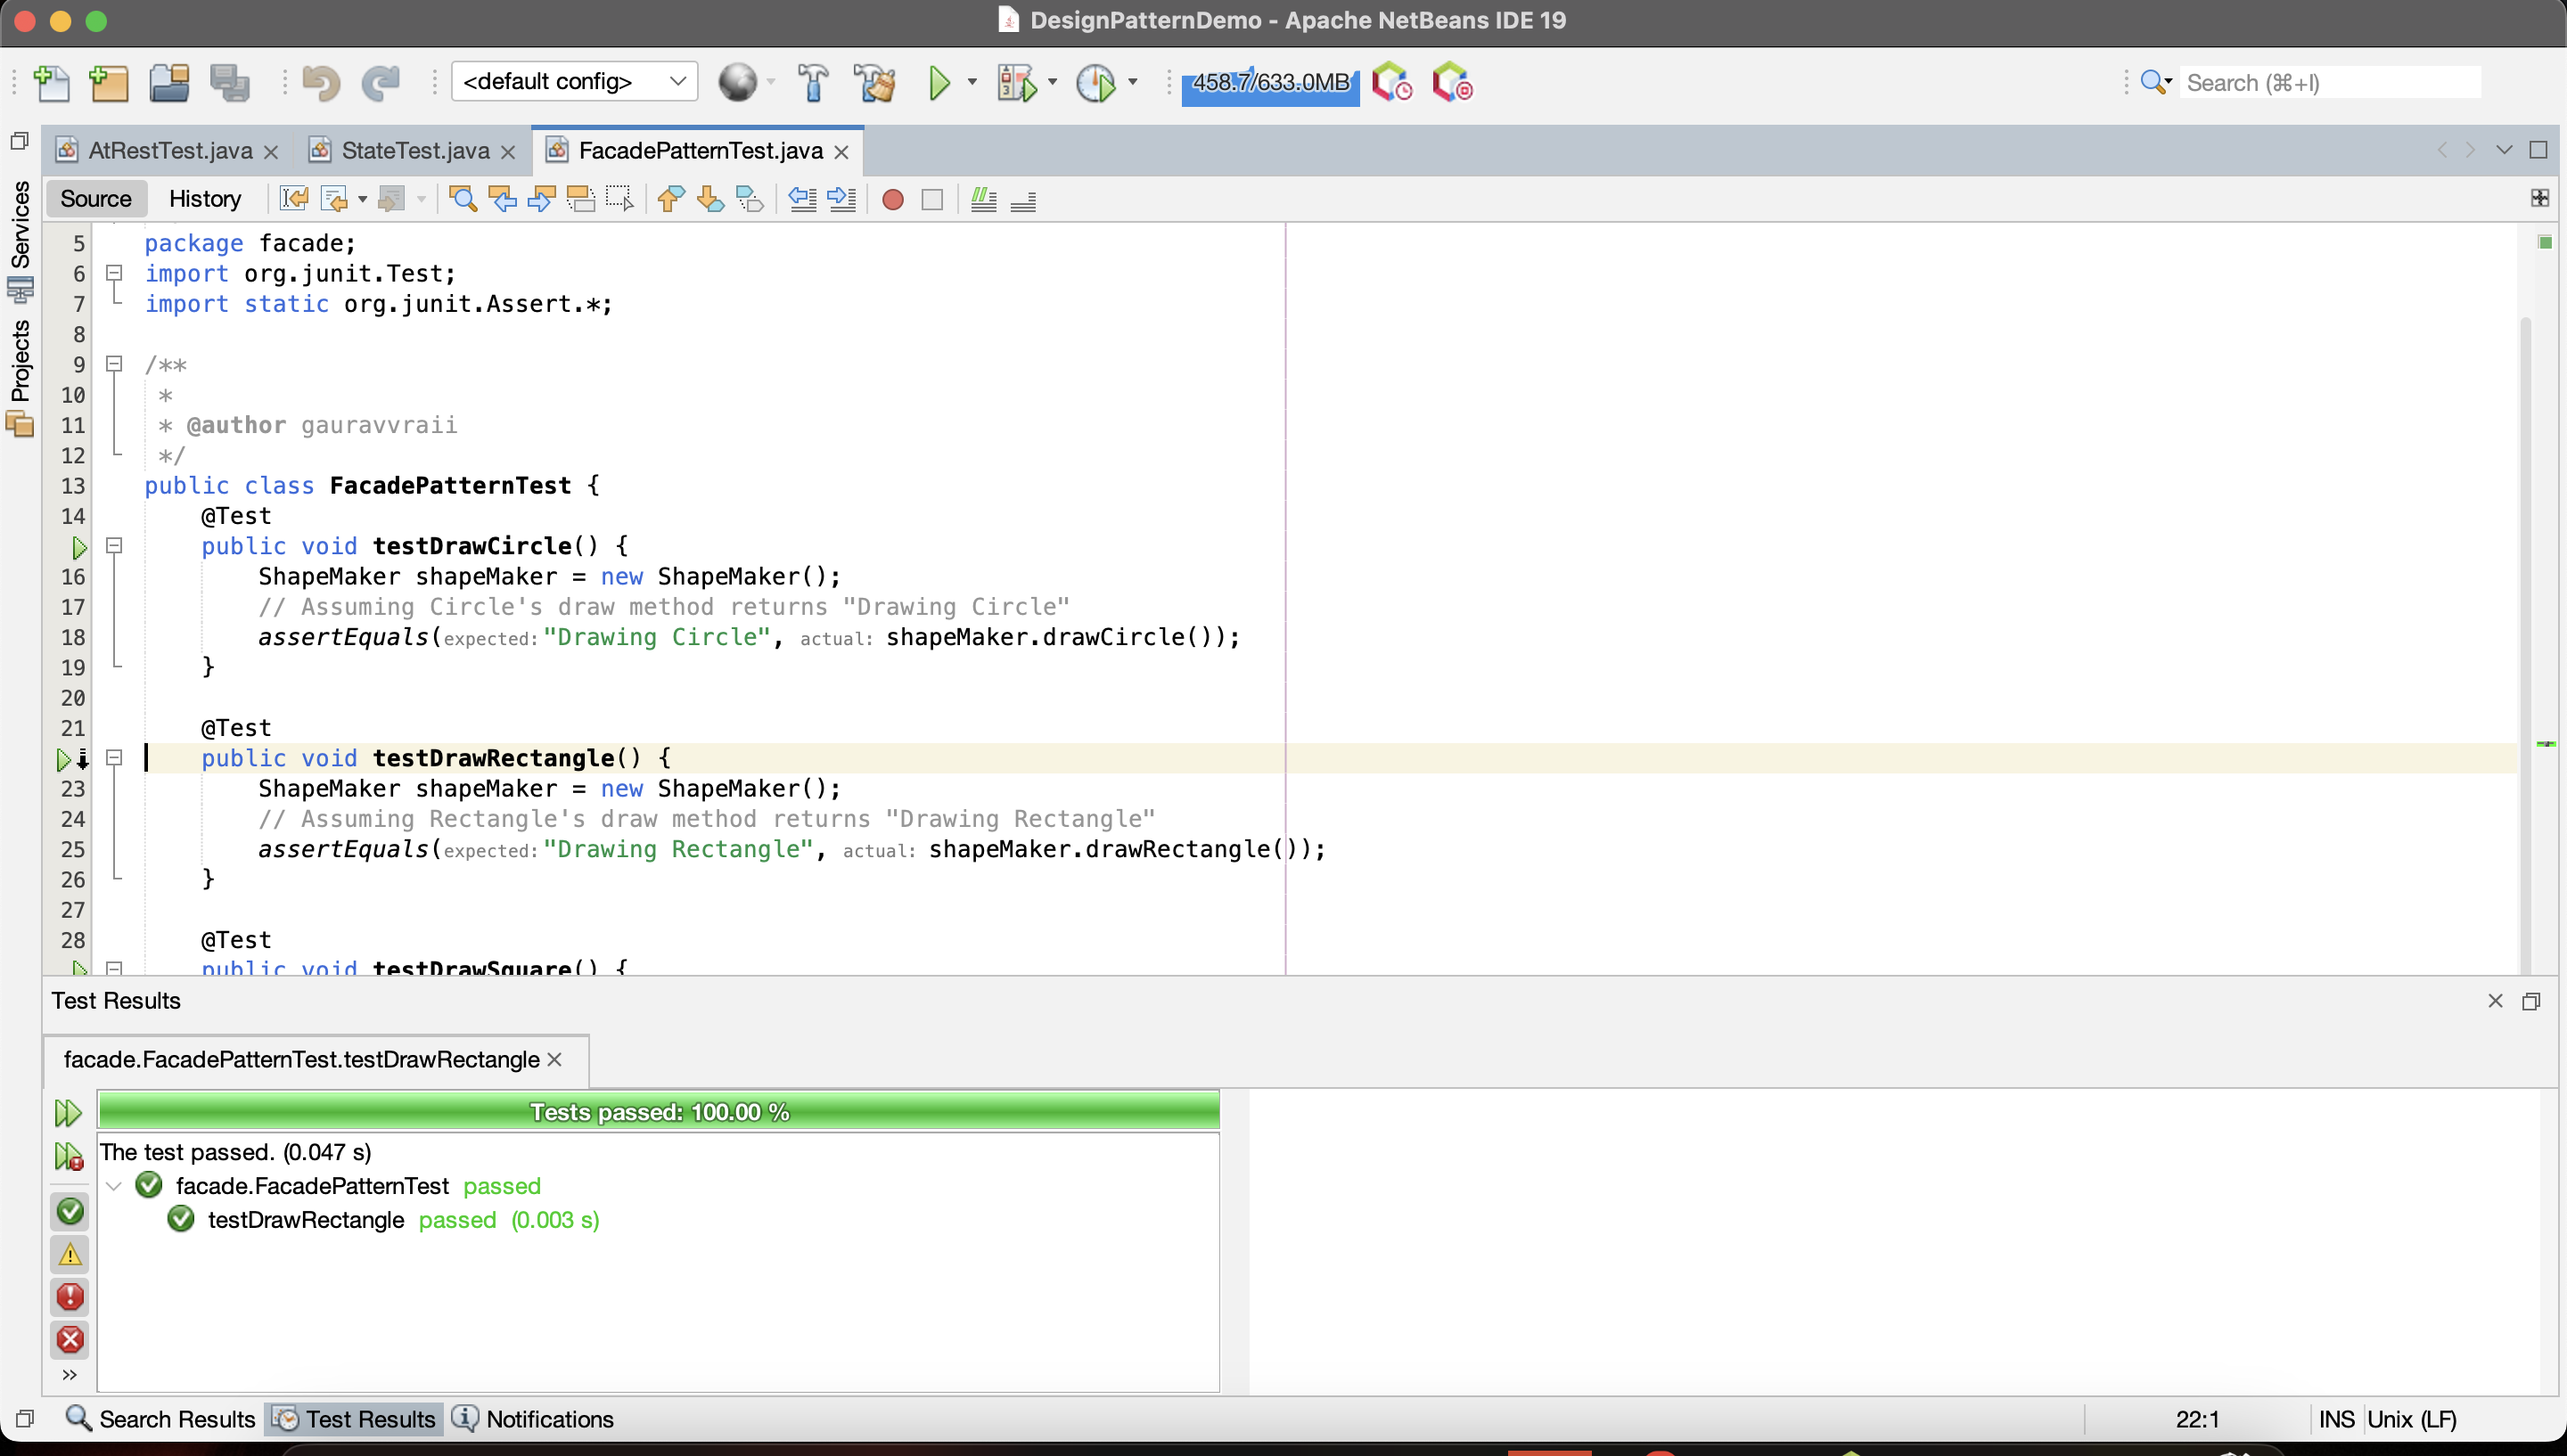 DesignPatternDemo - Apache NetBeans IDE 19
<default config>
458.7/633.0MB
Search (⌘+I)
AtRestTest.java
StateTest.java
FacadePatternTest.java
Source
History
Services
Projects
5 package facade;
6 import org.junit.Test;
7 import static org.junit.Assert.*;
8
9 /**
10 *
11 * @author gauravvraii
12 */
13 public class FacadePatternTest {
14 @Test
public void testDrawCircle() {
16 ShapeMaker shapeMaker = new ShapeMaker();
17 // Assuming Circle's draw method returns "Drawing Circle"
18 assertEquals(expected: "Drawing Circle", actual: shapeMaker.drawCircle());
19 }
20
21 @Test
public void testDrawRectangle() {
23 ShapeMaker shapeMaker = new ShapeMaker();
24 // Assuming Rectangle's draw method returns "Drawing Rectangle"
25 assertEquals(expected: "Drawing Rectangle", actual: shapeMaker.drawRectangle());
26 }
27
28 @Test
public void testDrawSquare() {
Test Results
facade.FacadePatternTest.testDrawRectangle
Tests passed: 100.00 %
The test passed. (0.047 s)
facade.FacadePatternTest passed
testDrawRectangle passed (0.003 s)
Search Results
Test Results
Notifications
22:1
INS
Unix (LF)